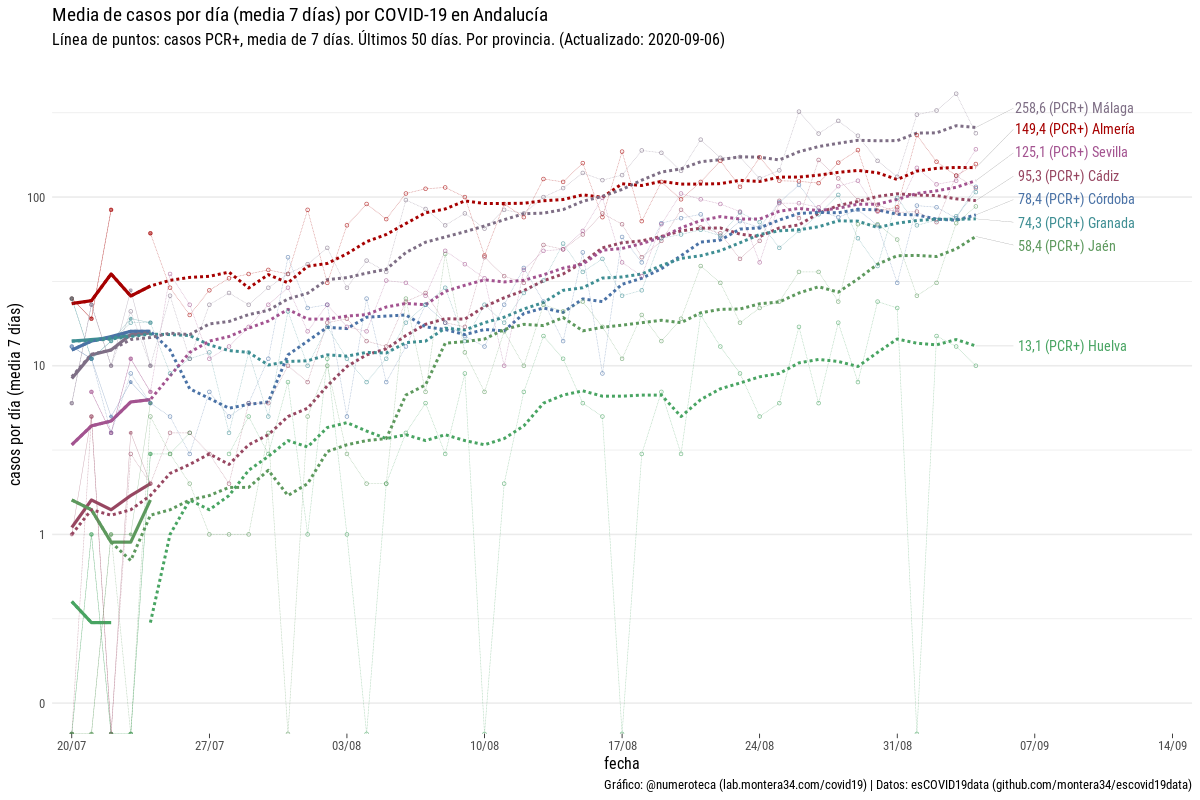 Media de casos por día (media 7 días) por COVID-19 en Andalucía
Línea de puntos: casos PCR+, media de 7 días. Últimos 50 días. Por provincia. (Actualizado: 2020-09-06)
casos por día (media 7 días)
100
10
1
0
258,6 (PCR+) Málaga
149,4 (PCR+) Almería
125,1 (PCR+) Sevilla
95,3 (PCR+) Cádiz
78,4 (PCR+) Córdoba
74,3 (PCR+) Granada
58,4 (PCR+) Jaén
13,1 (PCR+) Huelva
20/07 27/07 03/08 10/08 17/08 24/08 31/08 07/09 14/09
fecha
Gráfico: @numeroteca (lab.montera34.com/covid19) | Datos: esCOVID19data (github.com/montera34/escovid19data)